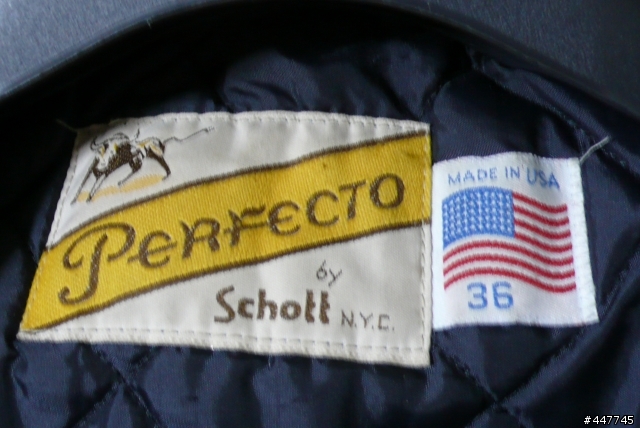 PERFECTO
by
Schott N.Y.C.
MADE IN USA
36
#447745